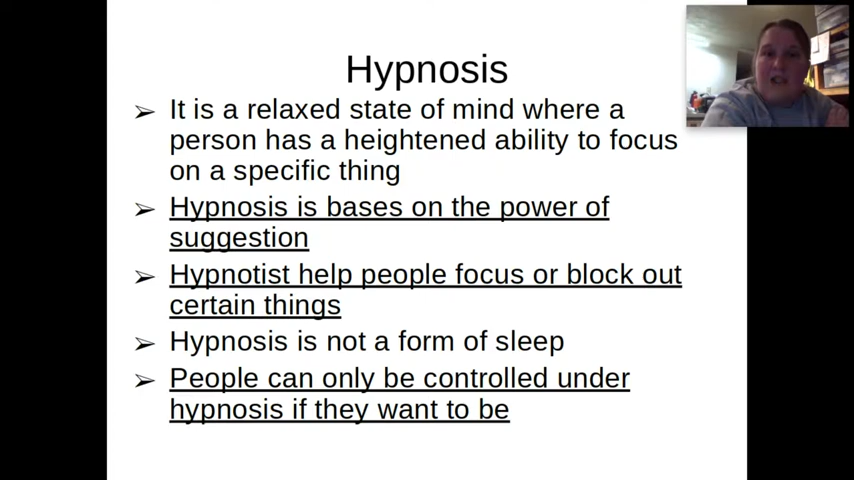 Hypnosis
➢ It is a relaxed state of mind where a
person has a heightened ability to focus
on a specific thing
➢ Hypnosis is bases on the power of
suggestion
➢ Hypnotist help people focus or block out
certain things
➢ Hypnosis is not a form of sleep
➢ People can only be controlled under
hypnosis if they want to be